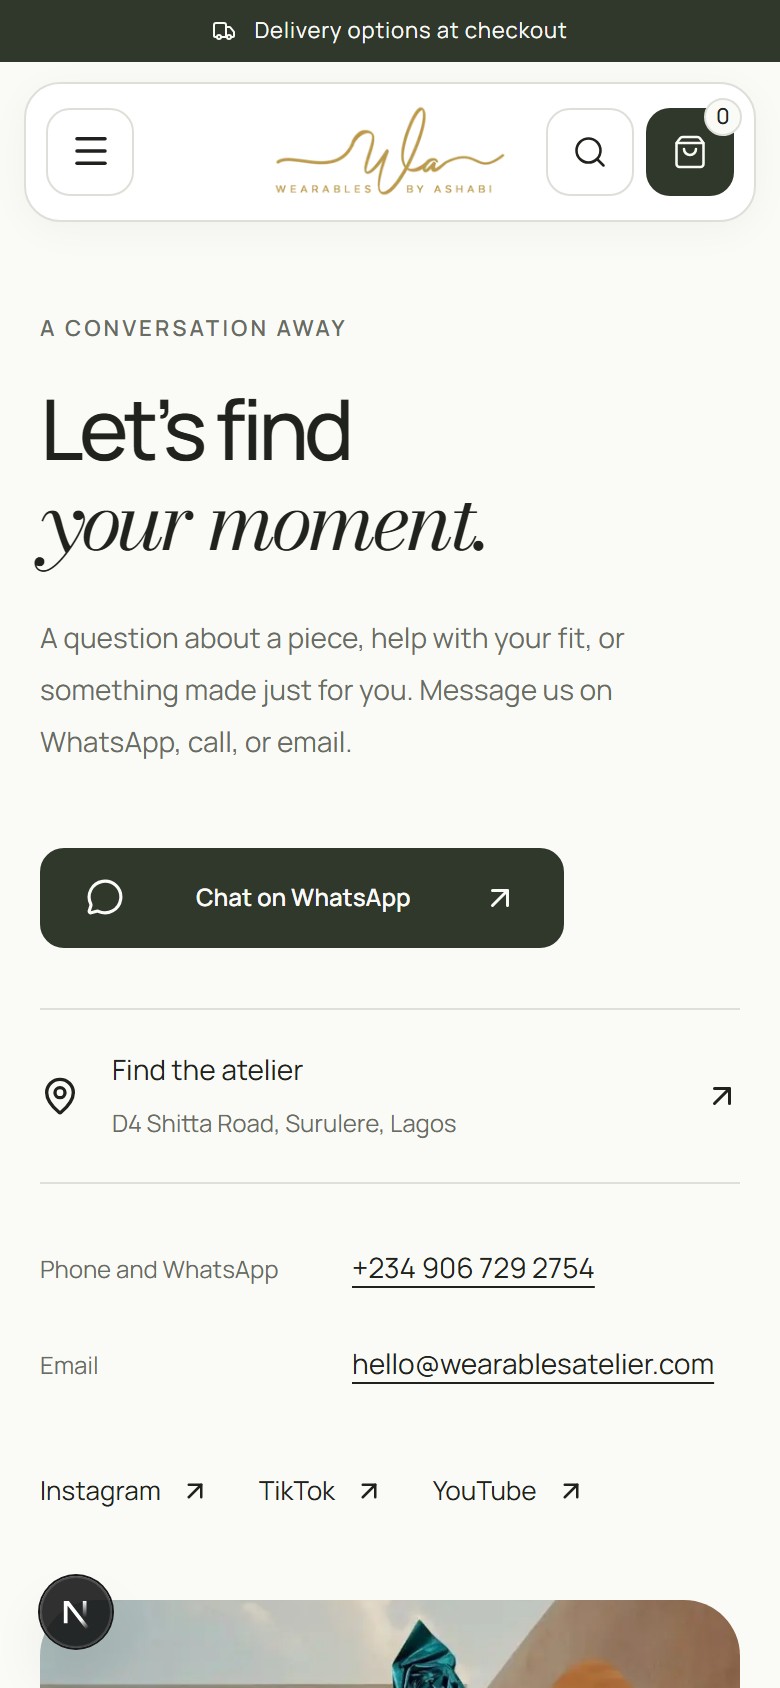 Delivery options at checkout
0
Wa
WEARABLES BY ASHABI
A CONVERSATION AWAY
Let’s find
your moment.
A question about a piece, help with your fit, or
something made just for you. Message us on
WhatsApp, call, or email.
Chat on WhatsApp
Find the atelier
D4 Shitta Road, Surulere, Lagos
Phone and WhatsApp +234 906 729 2754
Email hello@wearablesatelier.com
Instagram TikTok YouTube
N